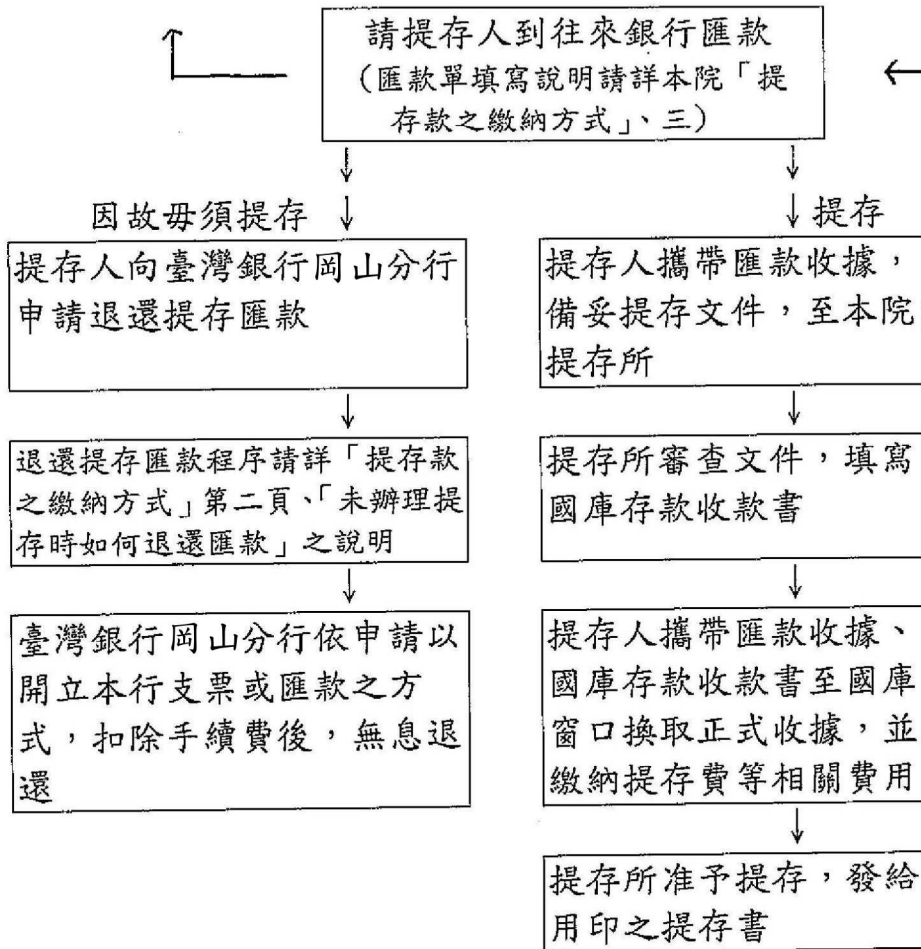 請提存人到往來銀行匯款
(匯款單填寫說明請詳本院「提
存款之繳納方式」、三)
因故毋須提存
提存人向臺灣銀行岡山分行
申請退還提存匯款
退還提存匯款程序請詳「提存款
之繳納方式」第二頁、「未辦理提
存時如何退還匯款」之說明
臺灣銀行岡山分行依申請以
開立本行支票或匯款之方
式，扣除手續費後，無息退
還
提存
提存人攜帶匯款收據，
備妥提存文件，至本院
提存所
提存所審查文件，填寫
國庫存款收款書
提存人攜帶匯款收據、
國庫存款收款書至國庫
窗口換取正式收據，並
繳納提存費等相關費用
提存所准予提存，發給
用印之提存書